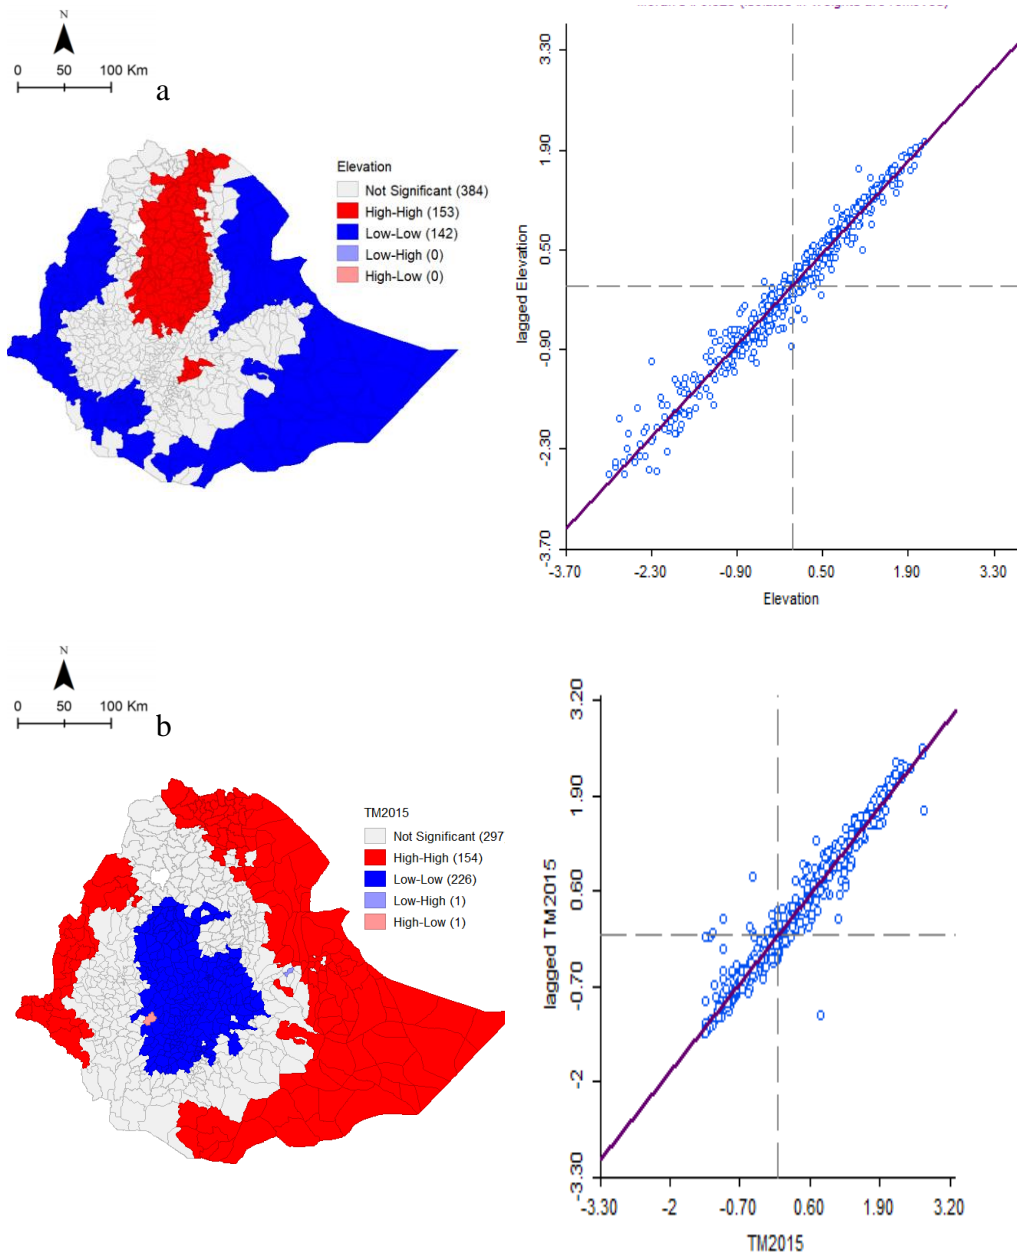 N
0 50 100 Km
a
Elevation
Not Significant (384)
High-High (153)
Low-Low (142)
Low-High (0)
High-Low (0)
lagged Elevation
3.30
1.90
0.50
-0.90
-2.30
-3.70
-3.70 -2.30 -0.90 0.50 1.90 3.30
Elevation
N
0 50 100 Km
b
TM2015
Not Significant (297
High-High (154)
Low-Low (226)
Low-High (1)
High-Low (1)
lagged TM2015
3.20
1.90
0.60
-0.70
-2
-3.30
-3.30 -2 -0.70 0.60 1.90 3.20
TM2015